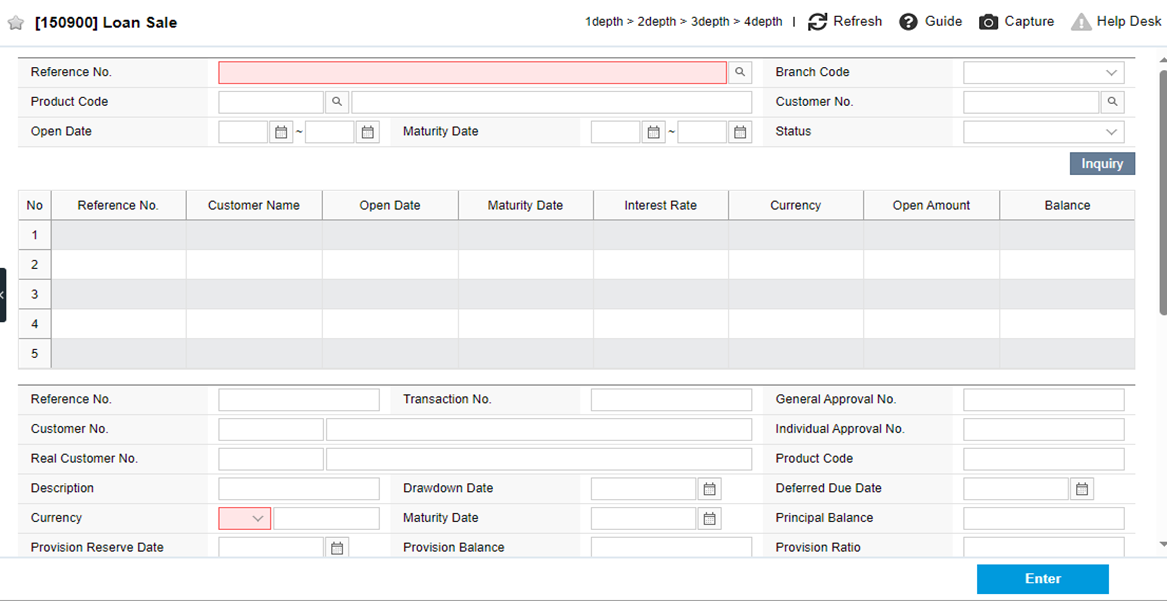 [150900] Loan Sale
1depth > 2depth > 3depth > 4depth | Refresh Guide Capture Help Desk
Reference No. Branch Code
Product Code Customer No.
Open Date ~ Maturity Date ~ Status
Inquiry
No Reference No. Customer Name Open Date Maturity Date Interest Rate Currency Open Amount Balance
1
2
3
4
5
Reference No. Transaction No. General Approval No.
Customer No. Individual Approval No.
Real Customer No. Product Code
Description Drawdown Date Deferred Due Date
Currency Maturity Date Principal Balance
Provision Reserve Date Provision Balance Provision Ratio
Enter